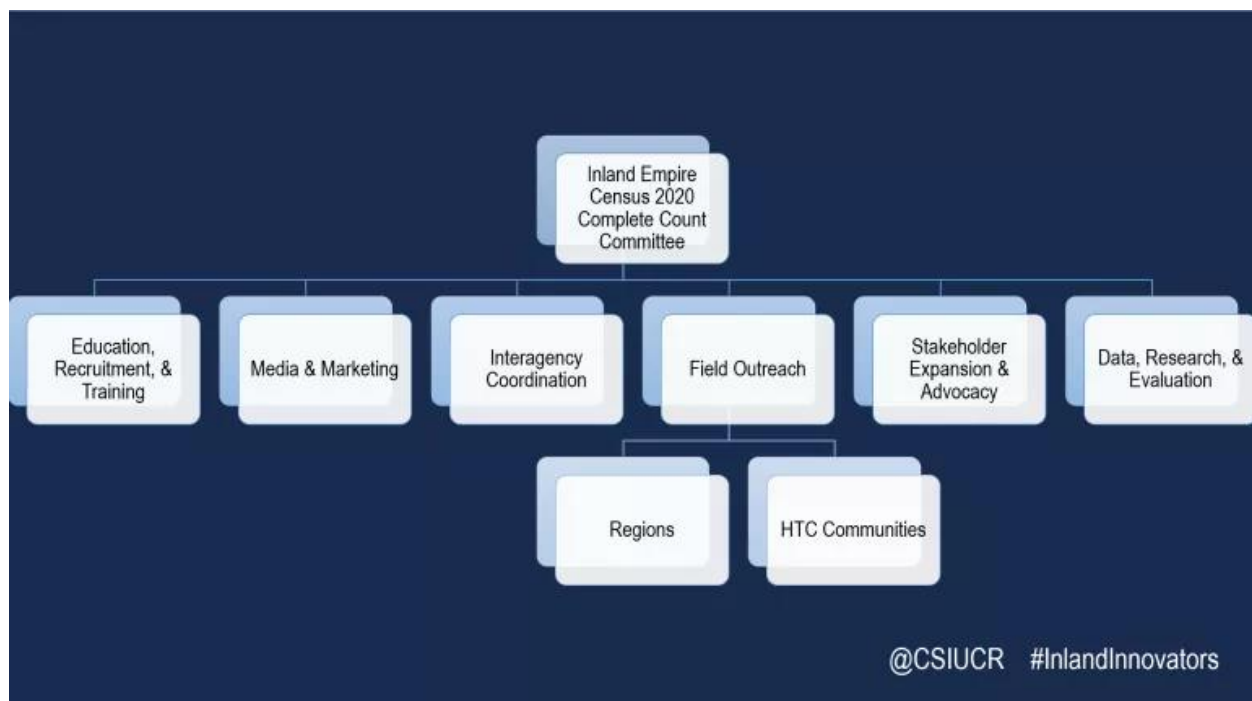 Inland Empire
Census 2020
Complete Count
Committee
Education,
Recruitment, &
Training
Media & Marketing
Interagency
Coordination
Field Outreach
Stakeholder
Expansion &
Advocacy
Data, Research, &
Evaluation
Regions
HTC Communities
@CSIUCR #InlandInnovators